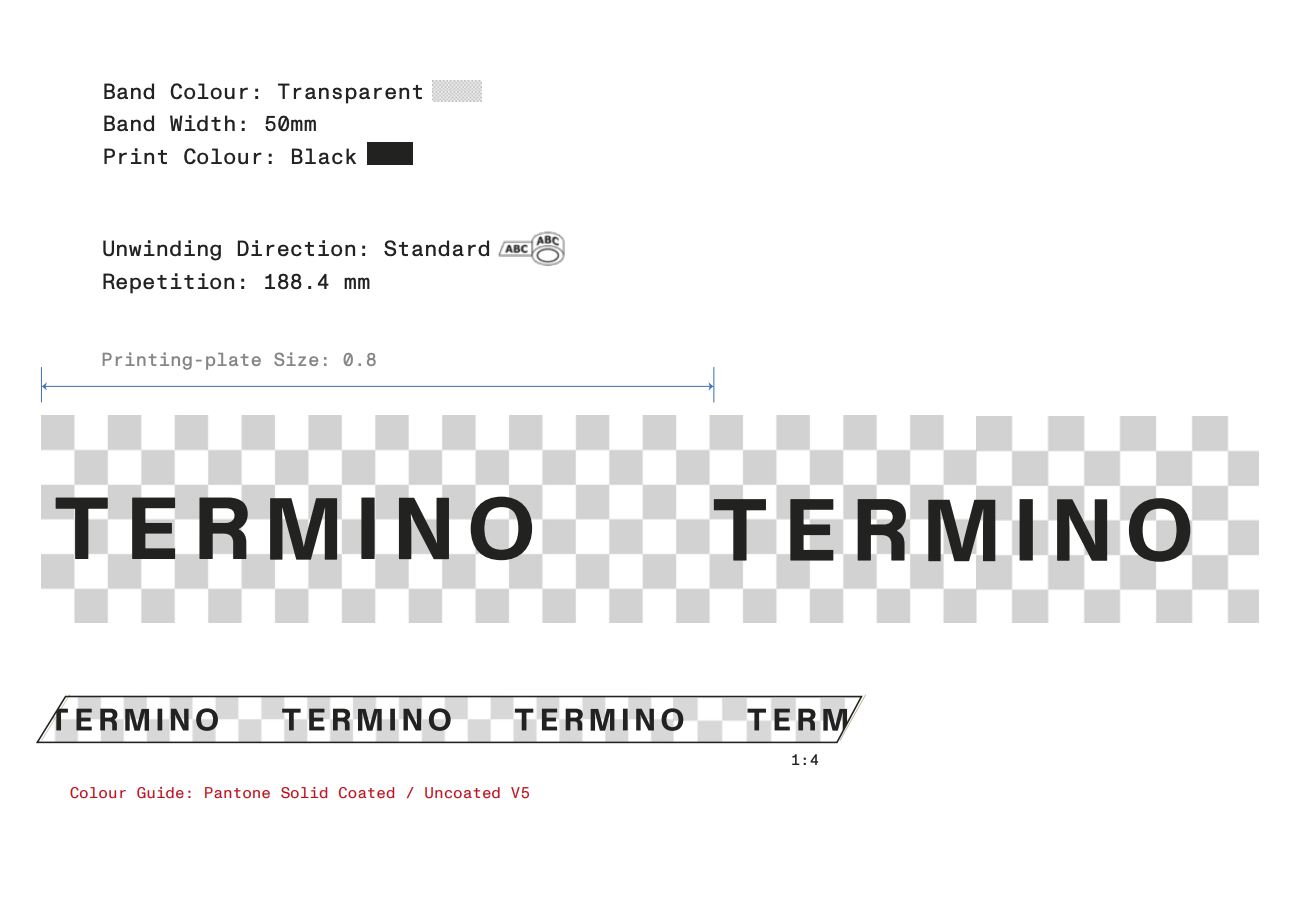 Band Colour: Transparent
Band Width: 50mm
Print Colour: Black
Unwinding Direction: Standard ABC ABC
Repetition: 188.4 mm
Printing-plate Size: 0.8
TERMINO TERMINO
TERMINO TERMINO TERMINO TERM
1:4
Colour Guide: Pantone Solid Coated / Uncoated V5